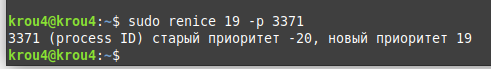 krou4@krou4:~$ sudo renice 19 -p 3371
3371 (process ID) старый приоритет -20, новый приоритет 19
krou4@krou4:~$